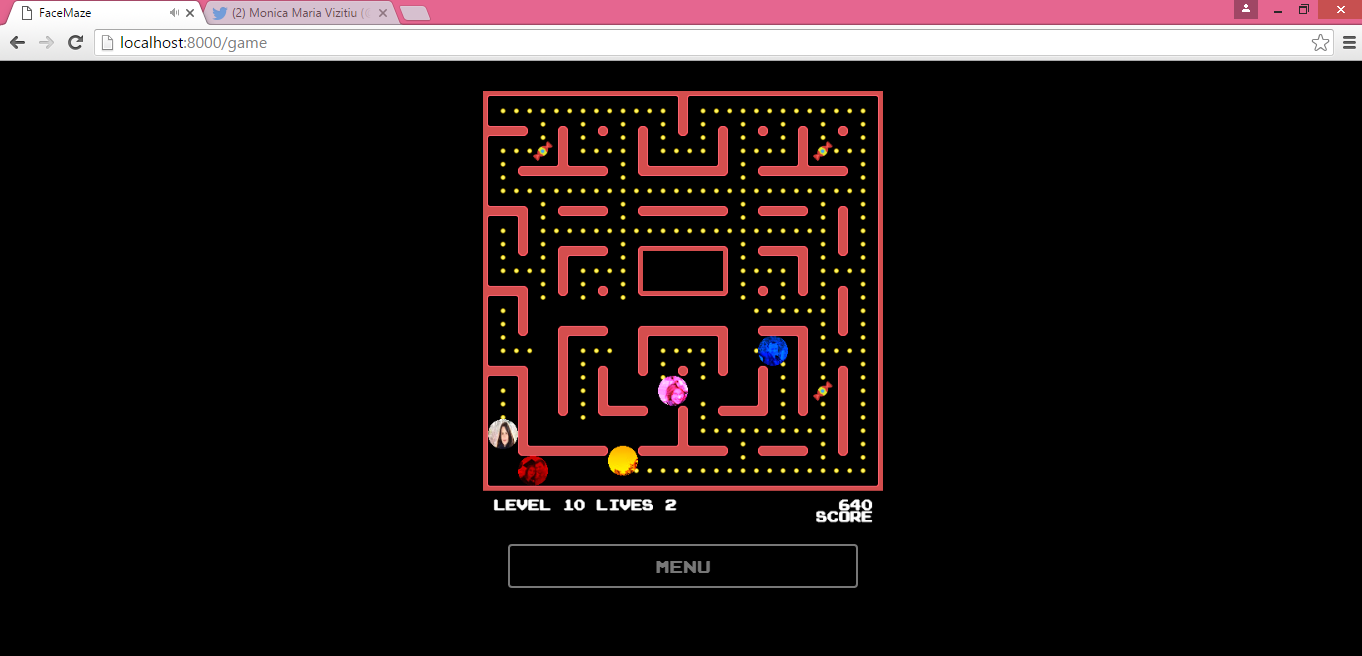 FaceMaze
(2) Monica Maria Vizitiu (
localhost:8000/game
LEVEL 10 LIVES 2
640
SCORE
MENU